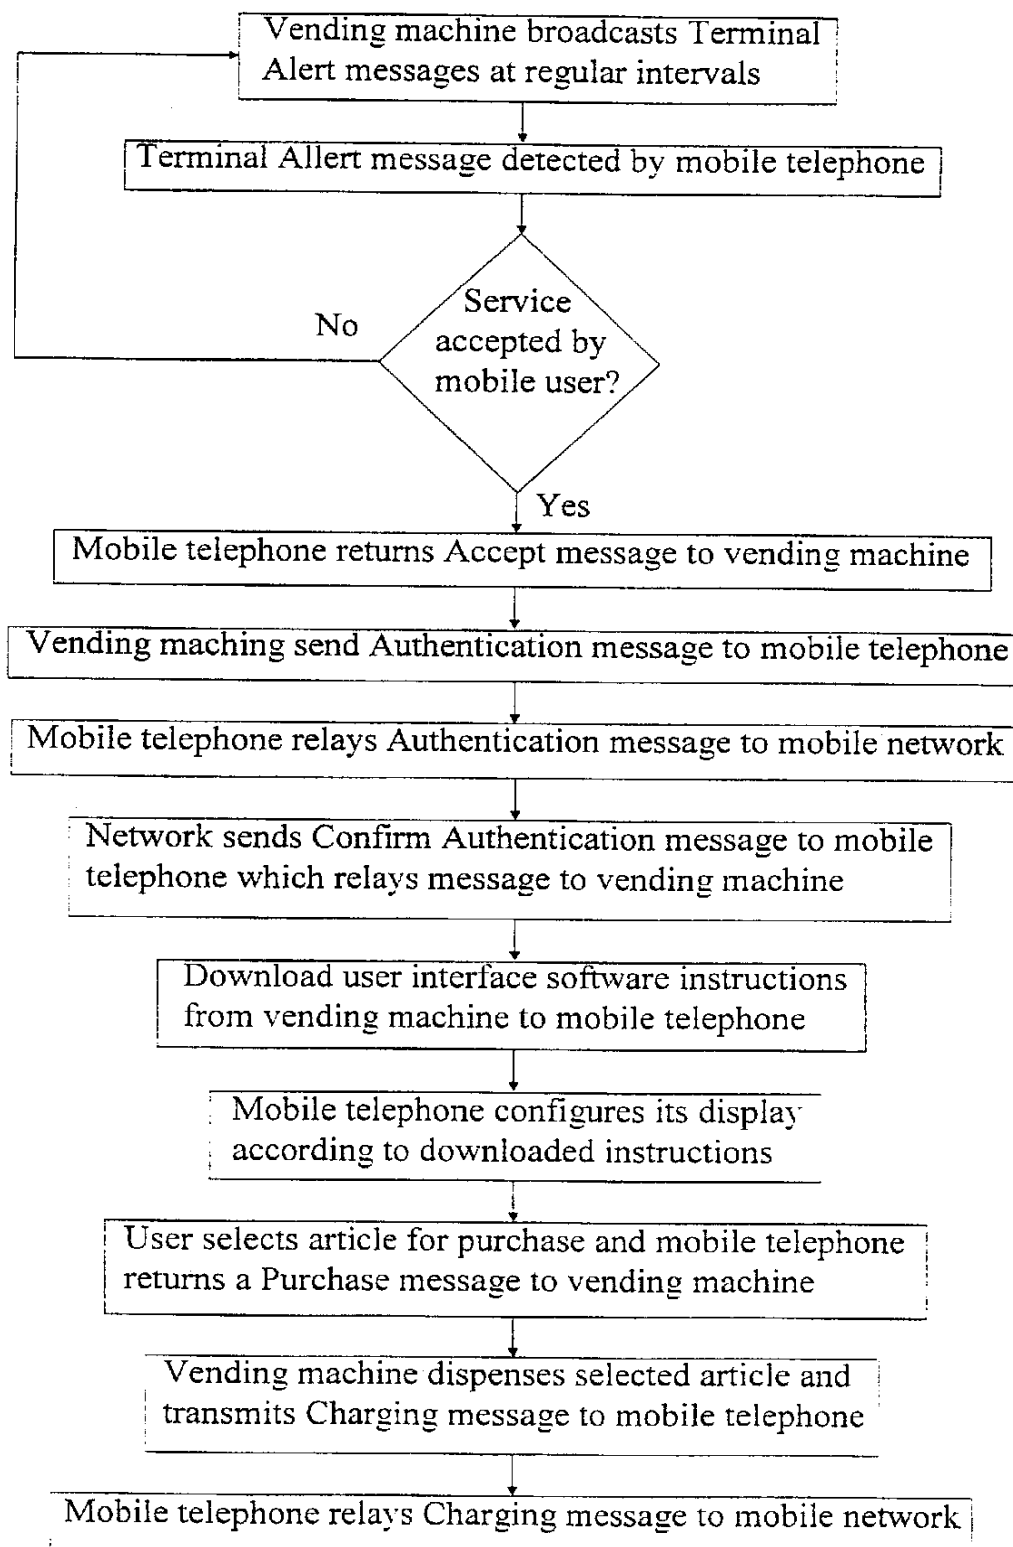 Vending machine broadcasts Terminal
Alert messages at regular intervals
Terminal Allert message detected by mobile telephone
Service
accepted by
mobile user?
No
Yes
Mobile telephone returns Accept message to vending machine
Vending maching send Authentication message to mobile telephone
Mobile telephone relays Authentication message to mobile network
Network sends Confirm Authentication message to mobile
telephone which relays message to vending machine
Download user interface software instructions
from vending machine to mobile telephone
Mobile telephone configures its display
according to downloaded instructions
User selects article for purchase and mobile telephone
returns a Purchase message to vending machine
Vending machine dispenses selected article and
transmits Charging message to mobile telephone
Mobile telephone relays Charging message to mobile network